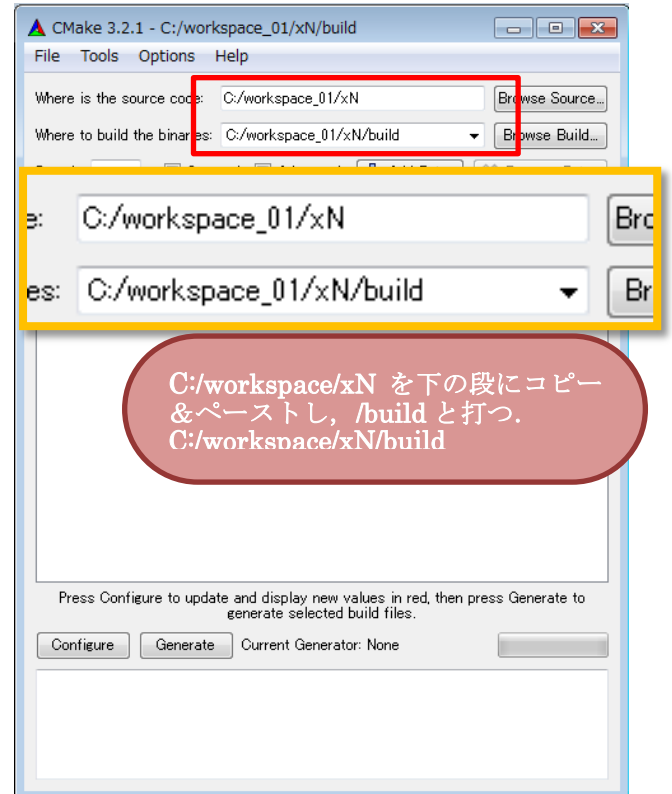 CMake 3.2.1 - C:/workspace_01/xN/build
File Tools Options Help
Where is the source code: C:/workspace_01/xN Browse Source...
Where to build the binaries: C:/workspace_01/xN/build Browse Build...
e: C:/workspace_01/xN Bro
es: C:/workspace_01/xN/build Br
C:/workspace/xN を下の段にコピー
&ペーストし，/build と打つ．
C:/workspace/xN/build
Press Configure to update and display new values in red, then press Generate to
generate selected build files.
Configure Generate Current Generator: None